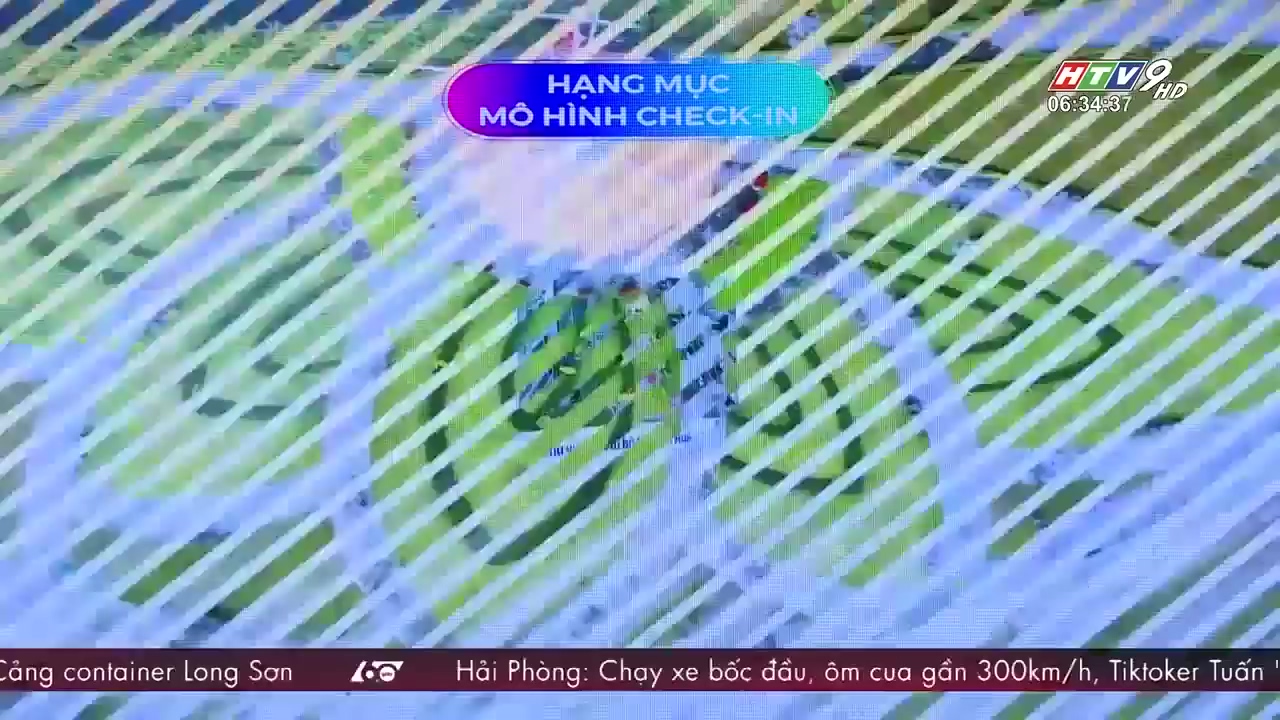 HẠNG MỤC
MÔ HÌNH CHECK-IN
HTV9 HD
06:34:37
Cảng container Long Sơn
Hải Phòng: Chạy xe bốc đầu, ôm cua gần 300km/h, Tiktoker Tuấn